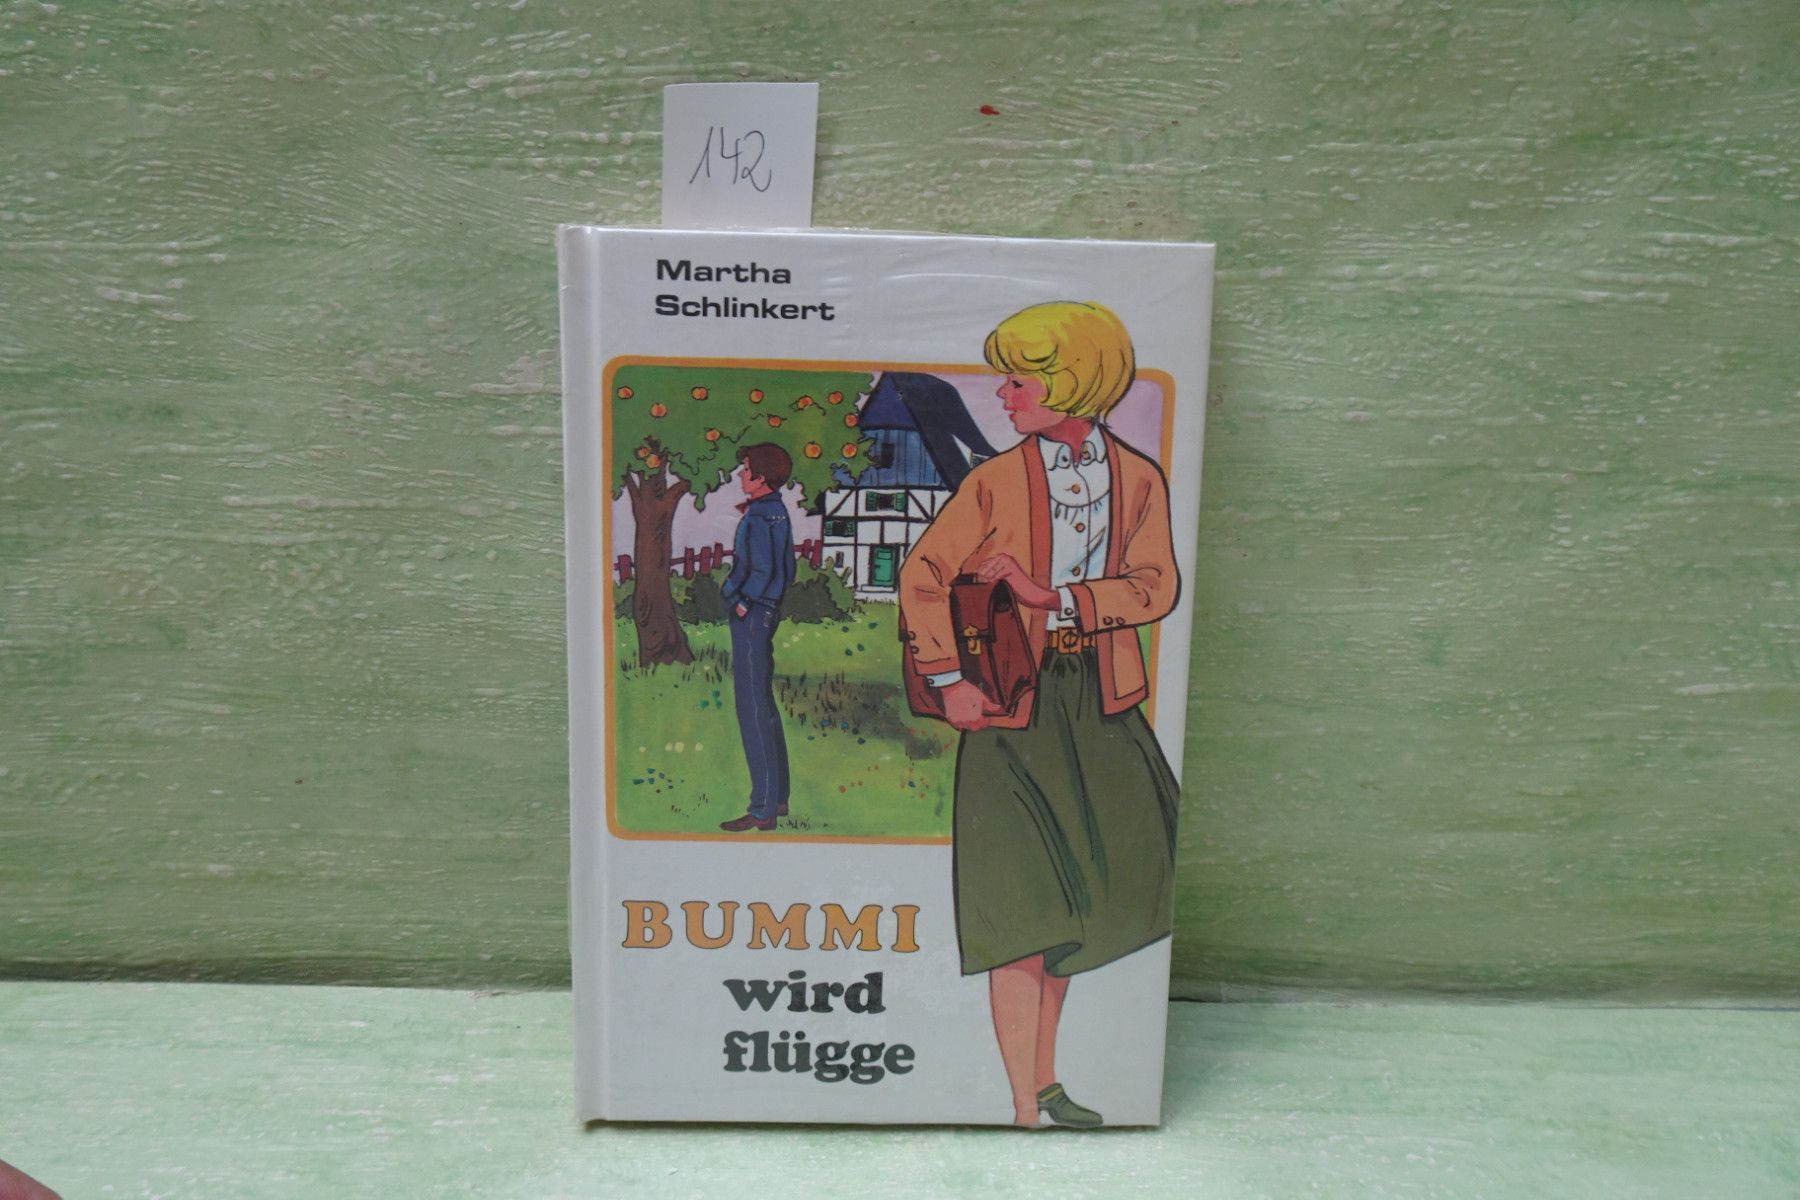 142
Martha
Schlinkert
BUMMI
wird
flügge